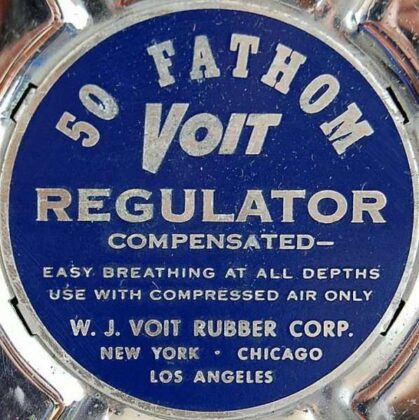 50 FATHOM
VOIT
REGULATOR
COMPENSATED—
EASY BREATHING AT ALL DEPTHS
USE WITH COMPRESSED AIR ONLY
W. J. VOIT RUBBER CORP.
NEW YORK · CHICAGO
LOS ANGELES